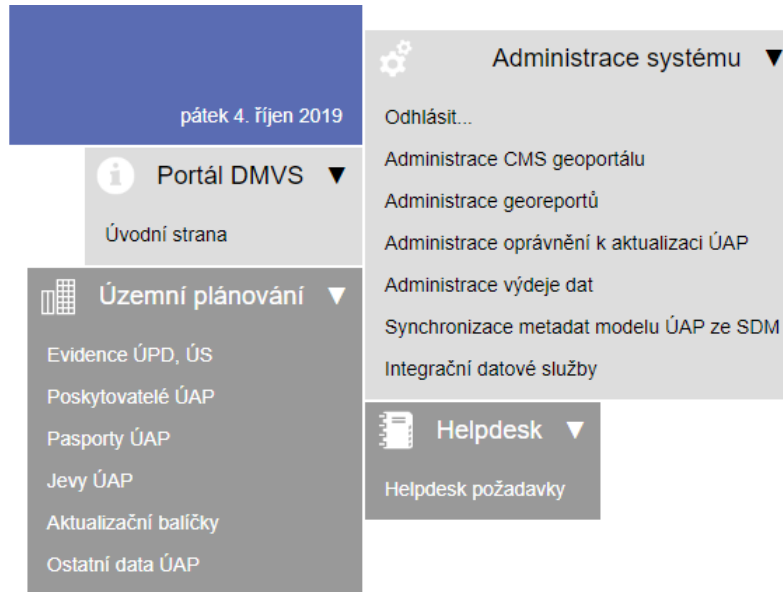 pátek 4. říjen 2019
Portál DMVS ▼
Úvodní strana
Územní plánování ▼
Evidence ÚPD, ÚS
Poskytovatelé ÚAP
Pasporty ÚAP
Jevy ÚAP
Aktualizační balíčky
Ostatní data ÚAP
Administrace systému ▼
Odhlásit...
Administrace CMS geoportálu
Administrace georeportů
Administrace oprávnění k aktualizaci ÚAP
Administrace výdeje dat
Synchronizace metadat modelu ÚAP ze SDM
Integrační datové služby
Helpdesk ▼
Helpdesk požadavky